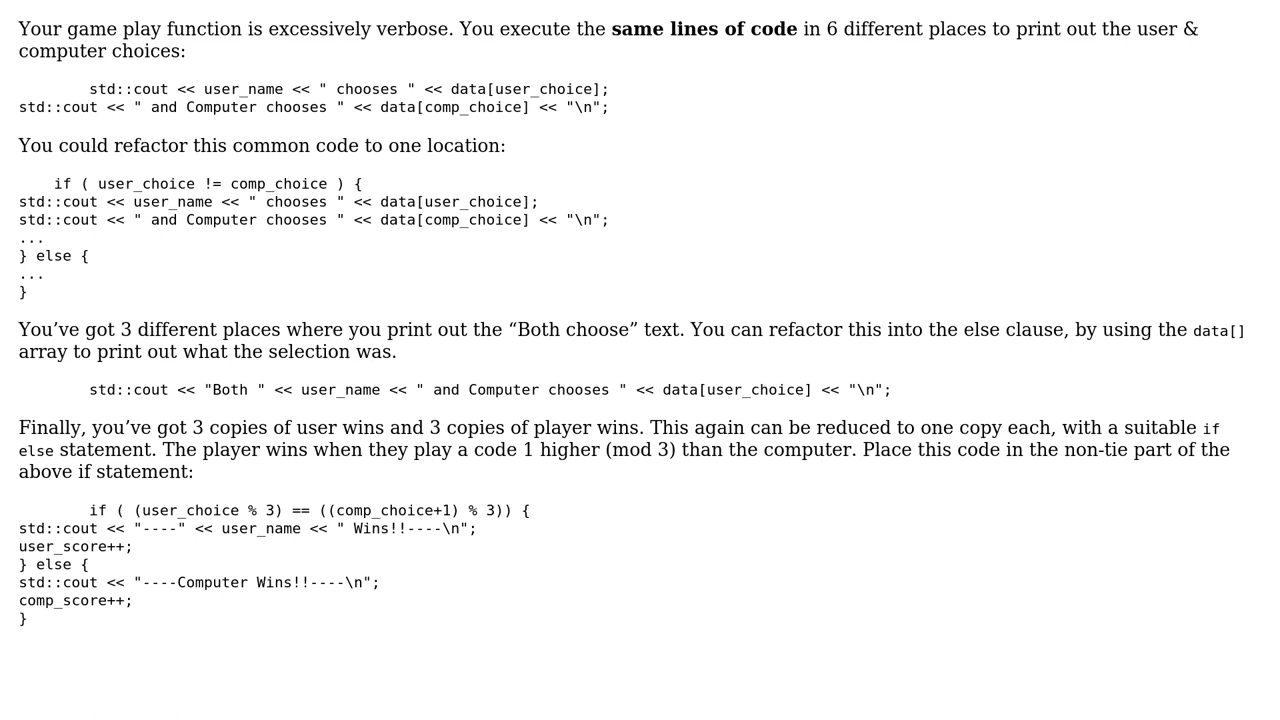 Your game play function is excessively verbose. You execute the same lines of code in 6 different places to print out the user &
computer choices:
        std::cout << user_name << " chooses " << data[user_choice];
std::cout << " and Computer chooses " << data[comp_choice] << "\n";
You could refactor this common code to one location:
    if ( user_choice != comp_choice ) {
std::cout << user_name << " chooses " << data[user_choice];
std::cout << " and Computer chooses " << data[comp_choice] << "\n";
...
} else {
...
}
You’ve got 3 different places where you print out the “Both choose” text. You can refactor this into the else clause, by using the data[]
array to print out what the selection was.
        std::cout << "Both " << user_name << " and Computer chooses " << data[user_choice] << "\n";
Finally, you’ve got 3 copies of user wins and 3 copies of player wins. This again can be reduced to one copy each, with a suitable if
else statement. The player wins when they play a code 1 higher (mod 3) than the computer. Place this code in the non-tie part of the
above if statement:
        if ( (user_choice % 3) == ((comp_choice+1) % 3)) {
std::cout << "----" << user_name << " Wins!!----\n";
user_score++;
} else {
std::cout << "----Computer Wins!!----\n";
comp_score++;
}